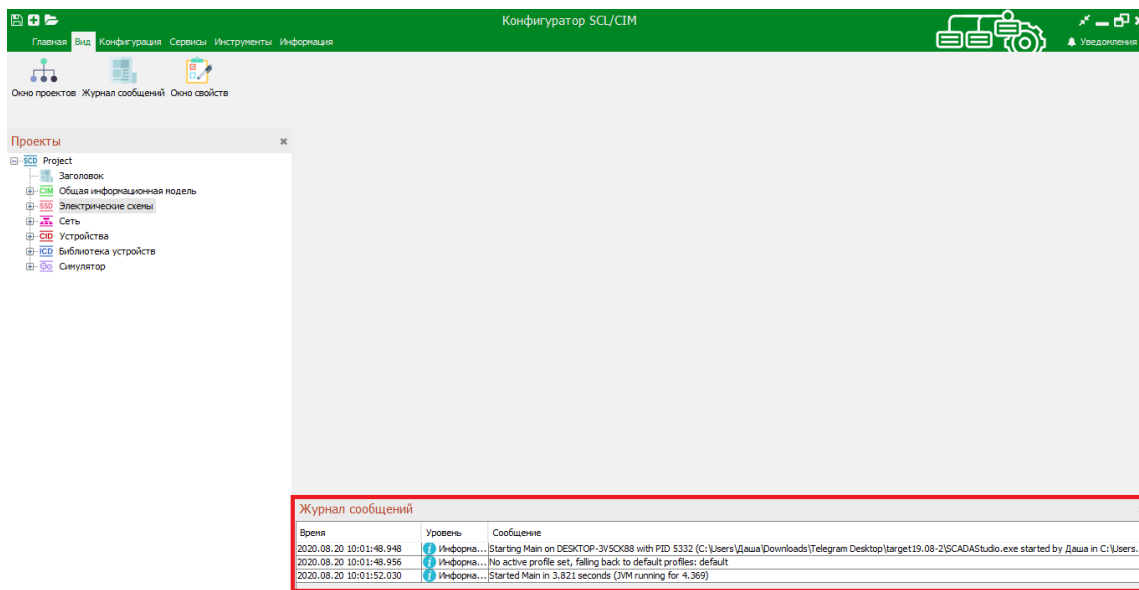 Конфигуратор SCL/CIM
Главная Вид Конфигурация Сервисы Инструменты Информация
Уведомления
Окно проектов Журнал сообщений Окно свойств
Проекты
SCD Project
Заголовок
CIM Общая информационная модель
SSD Электрические схемы
Сеть
CID Устройства
ICD Библиотека устройств
Симулятор
Журнал сообщений
Время Уровень Сообщение
2020.08.20 10:01:48.948 Информа... Starting Main on DESKTOP-3V5CK88 with PID 5332 (C:\Users\Даша\Downloads\Telegram Desktop\target19.08-2\SCADAStudio.exe started by Даша in C:\Users.
2020.08.20 10:01:48.956 Информа... No active profile set, falling back to default profiles: default
2020.08.20 10:01:52.030 Информа... Started Main in 3.821 seconds (JVM running for 4.369)